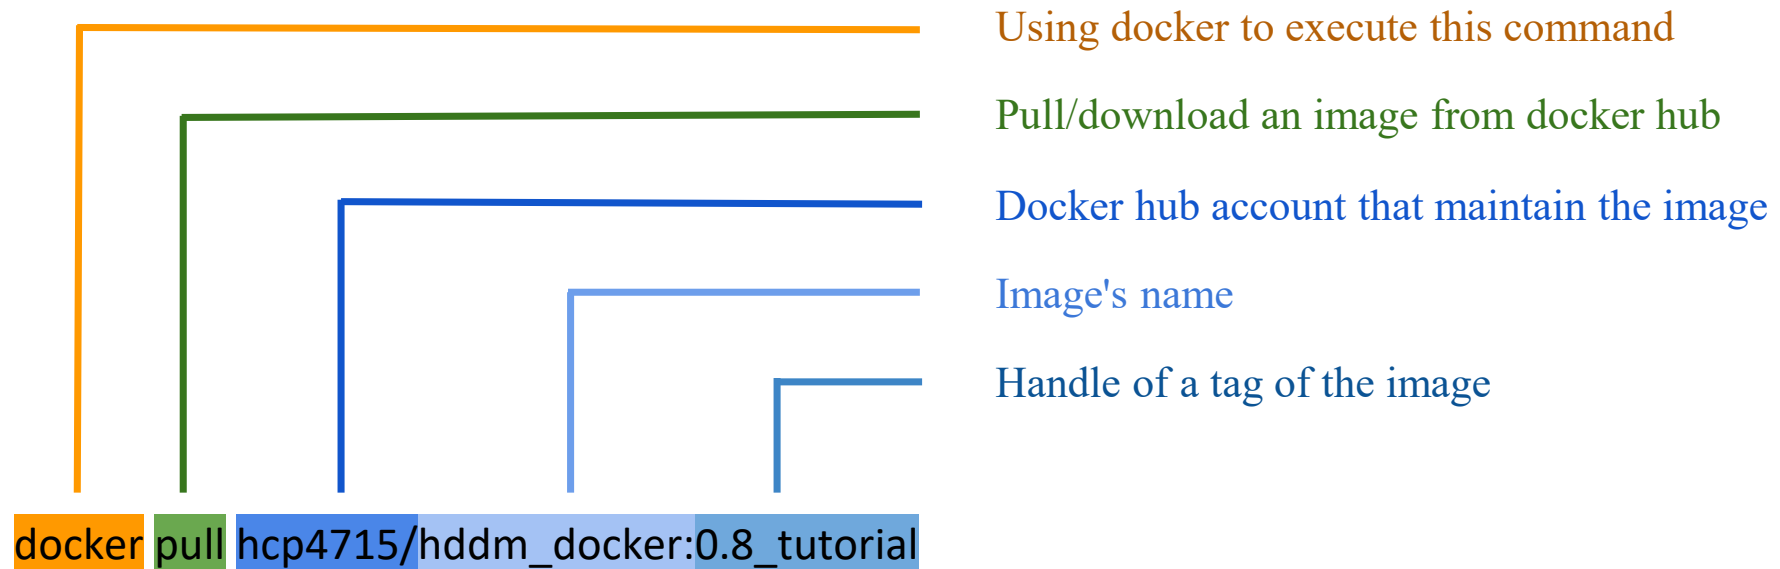 Using docker to execute this command
Pull/download an image from docker hub
Docker hub account that maintain the image
Image's name
Handle of a tag of the image
docker pull hcp4715/hddm_docker:0.8_tutorial